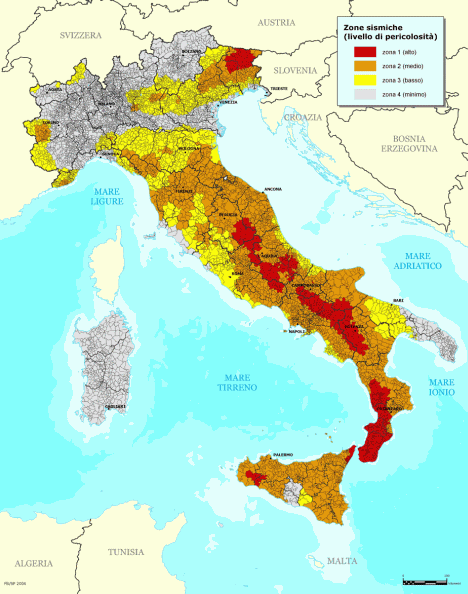 AUSTRIA
SVIZZERA
Zone sismiche
(livello di pericolosità)
zona 1 (alto)
zona 2 (medio)
zona 3 (basso)
zona 4 (minimo)
BOLZANO
SLOVENIA
AOSTA
TRIESTE
MILANO
VENEZIA
TORINO
CROAZIA
BOSNIA
ERZEGOVINA
BOLOGNA
GENOVA
MARE
LIGURE
FIRENZE
ANCONA
PERUGIA
MARE
ADRIATICO
L'AQUILA
ROMA
CAMPOBASSO
BARI
NAPOLI
POTENZA
MARE
TIRRENO
MARE
IONIO
CAGLIARI
CATANZARO
PALERMO
ALGERIA
TUNISIA
MALTA